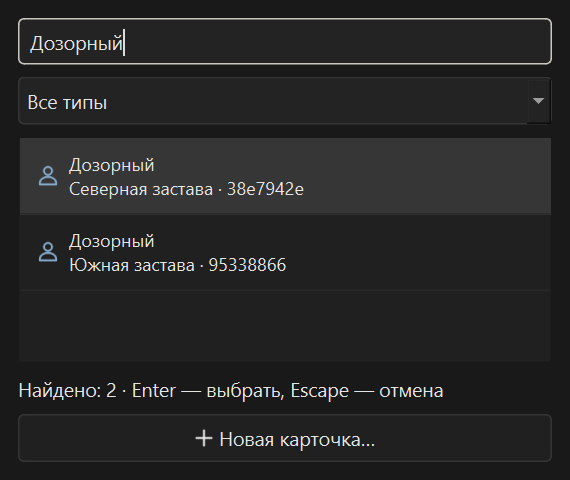 Дозорный
Все типы
Дозорный
Северная застава · 38e7942e
Дозорный
Южная застава · 95338866
Найдено: 2 · Enter — выбрать, Escape — отмена
+ Новая карточка...